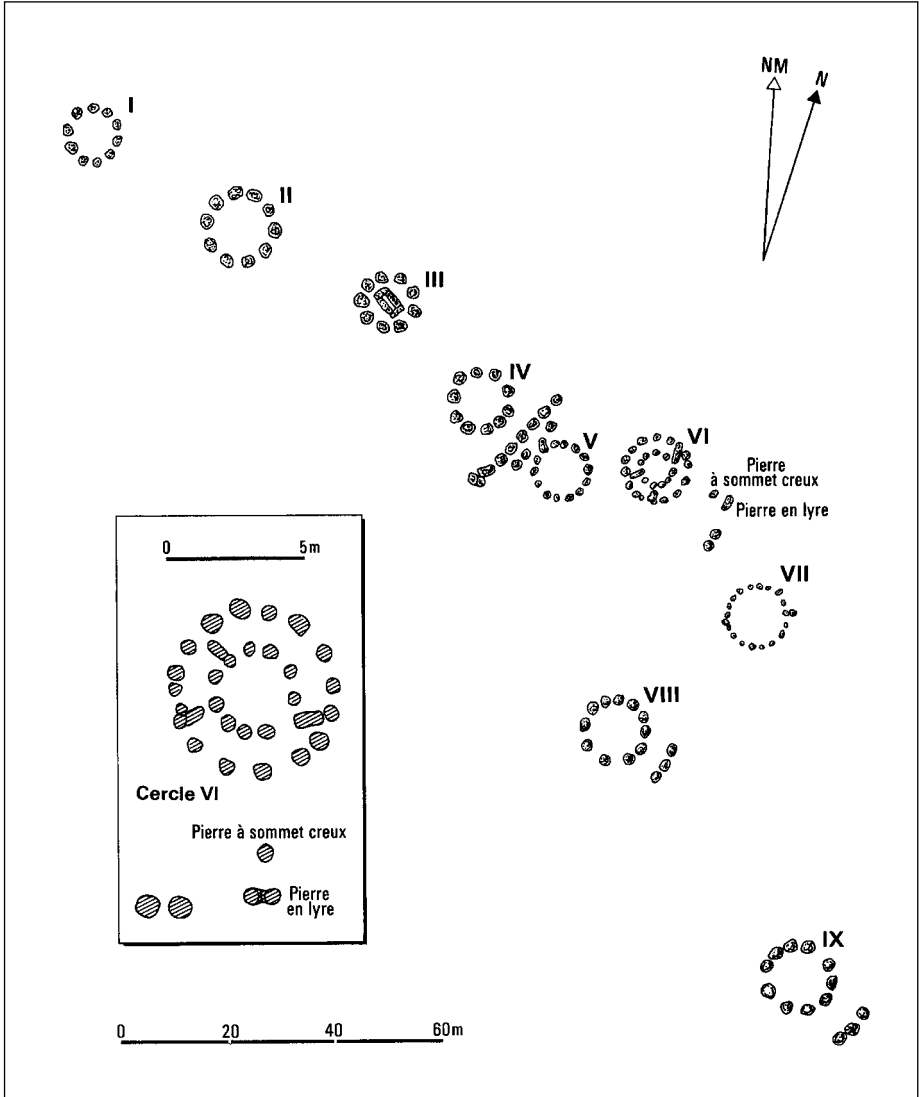 NM
N
I
II
III
IV
V
VI
Pierre
à sommet creux
Pierre en lyre
VII
VIII
IX
0 5m
Cercle VI
Pierre à sommet creux
Pierre
en lyre
0 20 40 60m